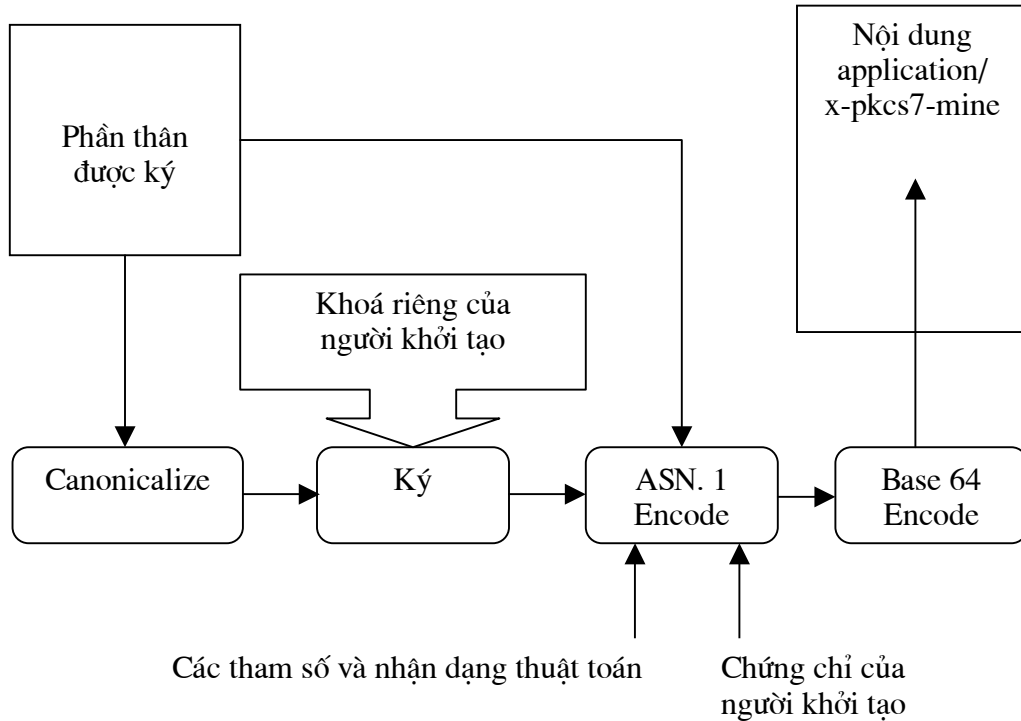 Phần thân
được ký
Nội dung
application/
x-pkcs7-mine
Khoá riêng của
người khởi tạo
Canonicalize
Ký
ASN. 1
Encode
Base 64
Encode
Các tham số và nhận dạng thuật toán
Chứng chỉ của
người khởi tạo